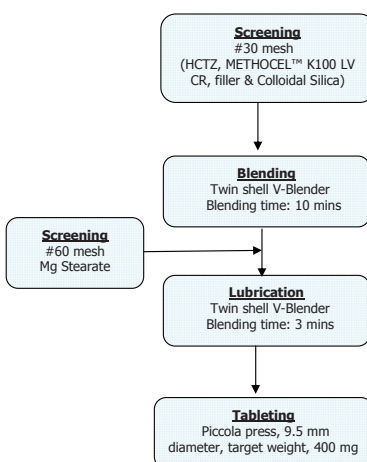 Screening
#30 mesh
(HCTZ, METHOCEL™ K100 LV
CR, filler & Colloidal Silica)
Blending
Twin shell V-Blender
Blending time: 10 mins
Screening
#60 mesh
Mg Stearate
Lubrication
Twin shell V-Blender
Blending time: 3 mins
Tableting
Piccola press, 9.5 mm
diameter, target weight, 400 mg